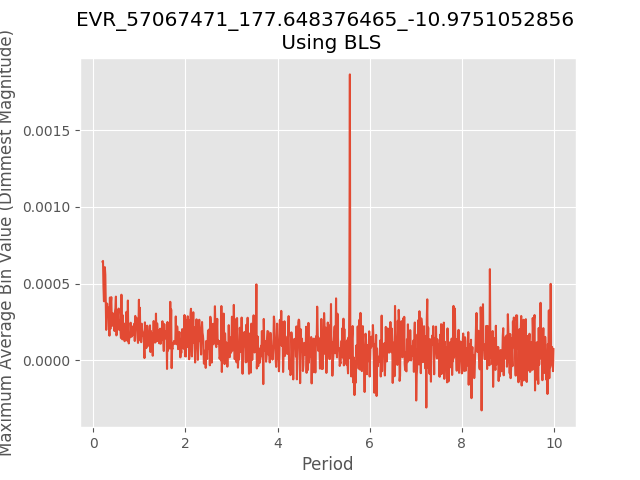 EVR_57067471_177.648376465_-10.9751052856
Using BLS
Maximum Average Bin Value (Dimmest Magnitude)
0.0015
0.0010
0.0005
0.0000
0
2
4
6
8
10
Period